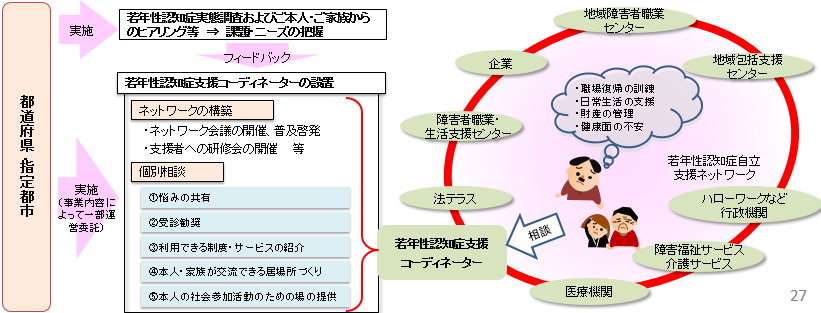 都道府県・指定都市
実施
若年性認知症実態調査およびご本人・ご家族から
のヒアリング等 ⇒ 課題・ニーズの把握
フィードバック
実施
(事業内容に
よって一部運
営委託)
若年性認知症支援コーディネーターの設置
ネットワークの構築
・ネットワーク会議の開催、普及啓発
・支援者への研修会の開催 等
個別相談
①悩みの共有
②受診勧奨
③利用できる制度・サービスの紹介
④本人・家族が交流できる居場所づくり
⑤本人の社会参加活動のための場の提供
若年性認知症支援
コーディネーター
相談
地域障害者職業
センター
地域包括支援
センター
企業
障害者職業・
生活支援センター
法テラス
・職場復帰の訓練
・日常生活の支援
・財産の管理
・健康面の不安
若年性認知症自立
支援ネットワーク
ハローワークなど
行政機関
障害福祉サービス
介護サービス
医療機関
27